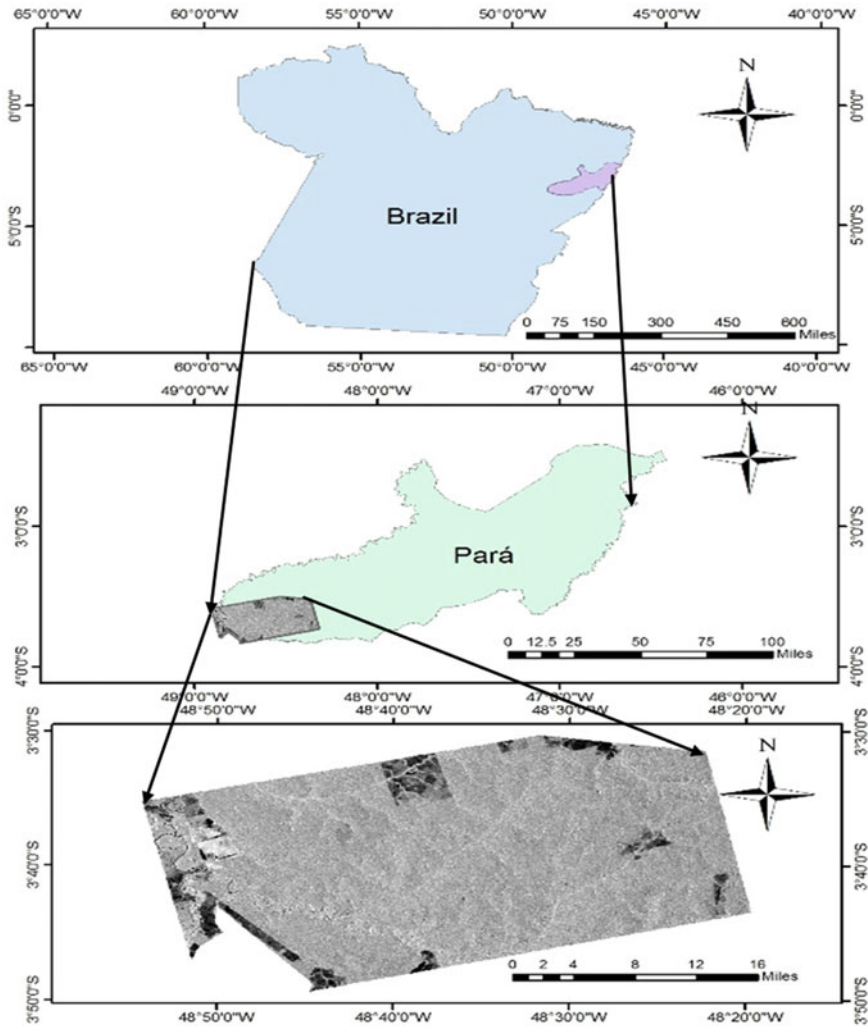 65°0'0"W 60°0'0"W 55°0'0"W 50°0'0"W 45°0'0"W 40°0'0"W
N
0°0'0" 0°0'0"
Brazil
5°0'0"S 5°0'0"S
0 75 150 300 450 600
Miles
65°0'0"W 60°0'0"W 55°0'0"W 50°0'0"W 45°0'0"W 40°0'0"W
49°0'0"W 48°0'0"W 47°0'0"W 46°0'0"W
N
3°0'0"S 3°0'0"S
Pará
0 12.5 25 50 75 100
Miles
4°0'0"S 4°0'0"S
49°0'0"W 48°0'0"W 47°0'0"W 46°0'0"W
48°50'0"W 48°40'0"W 48°30'0"W 48°20'0"W
3°30'0"S 3°30'0"S
N
3°40'0"S 3°40'0"S
0 2 4 8 12 16
Miles
3°50'0"S 3°50'0"S
48°50'0"W 48°40'0"W 48°30'0"W 48°20'0"W